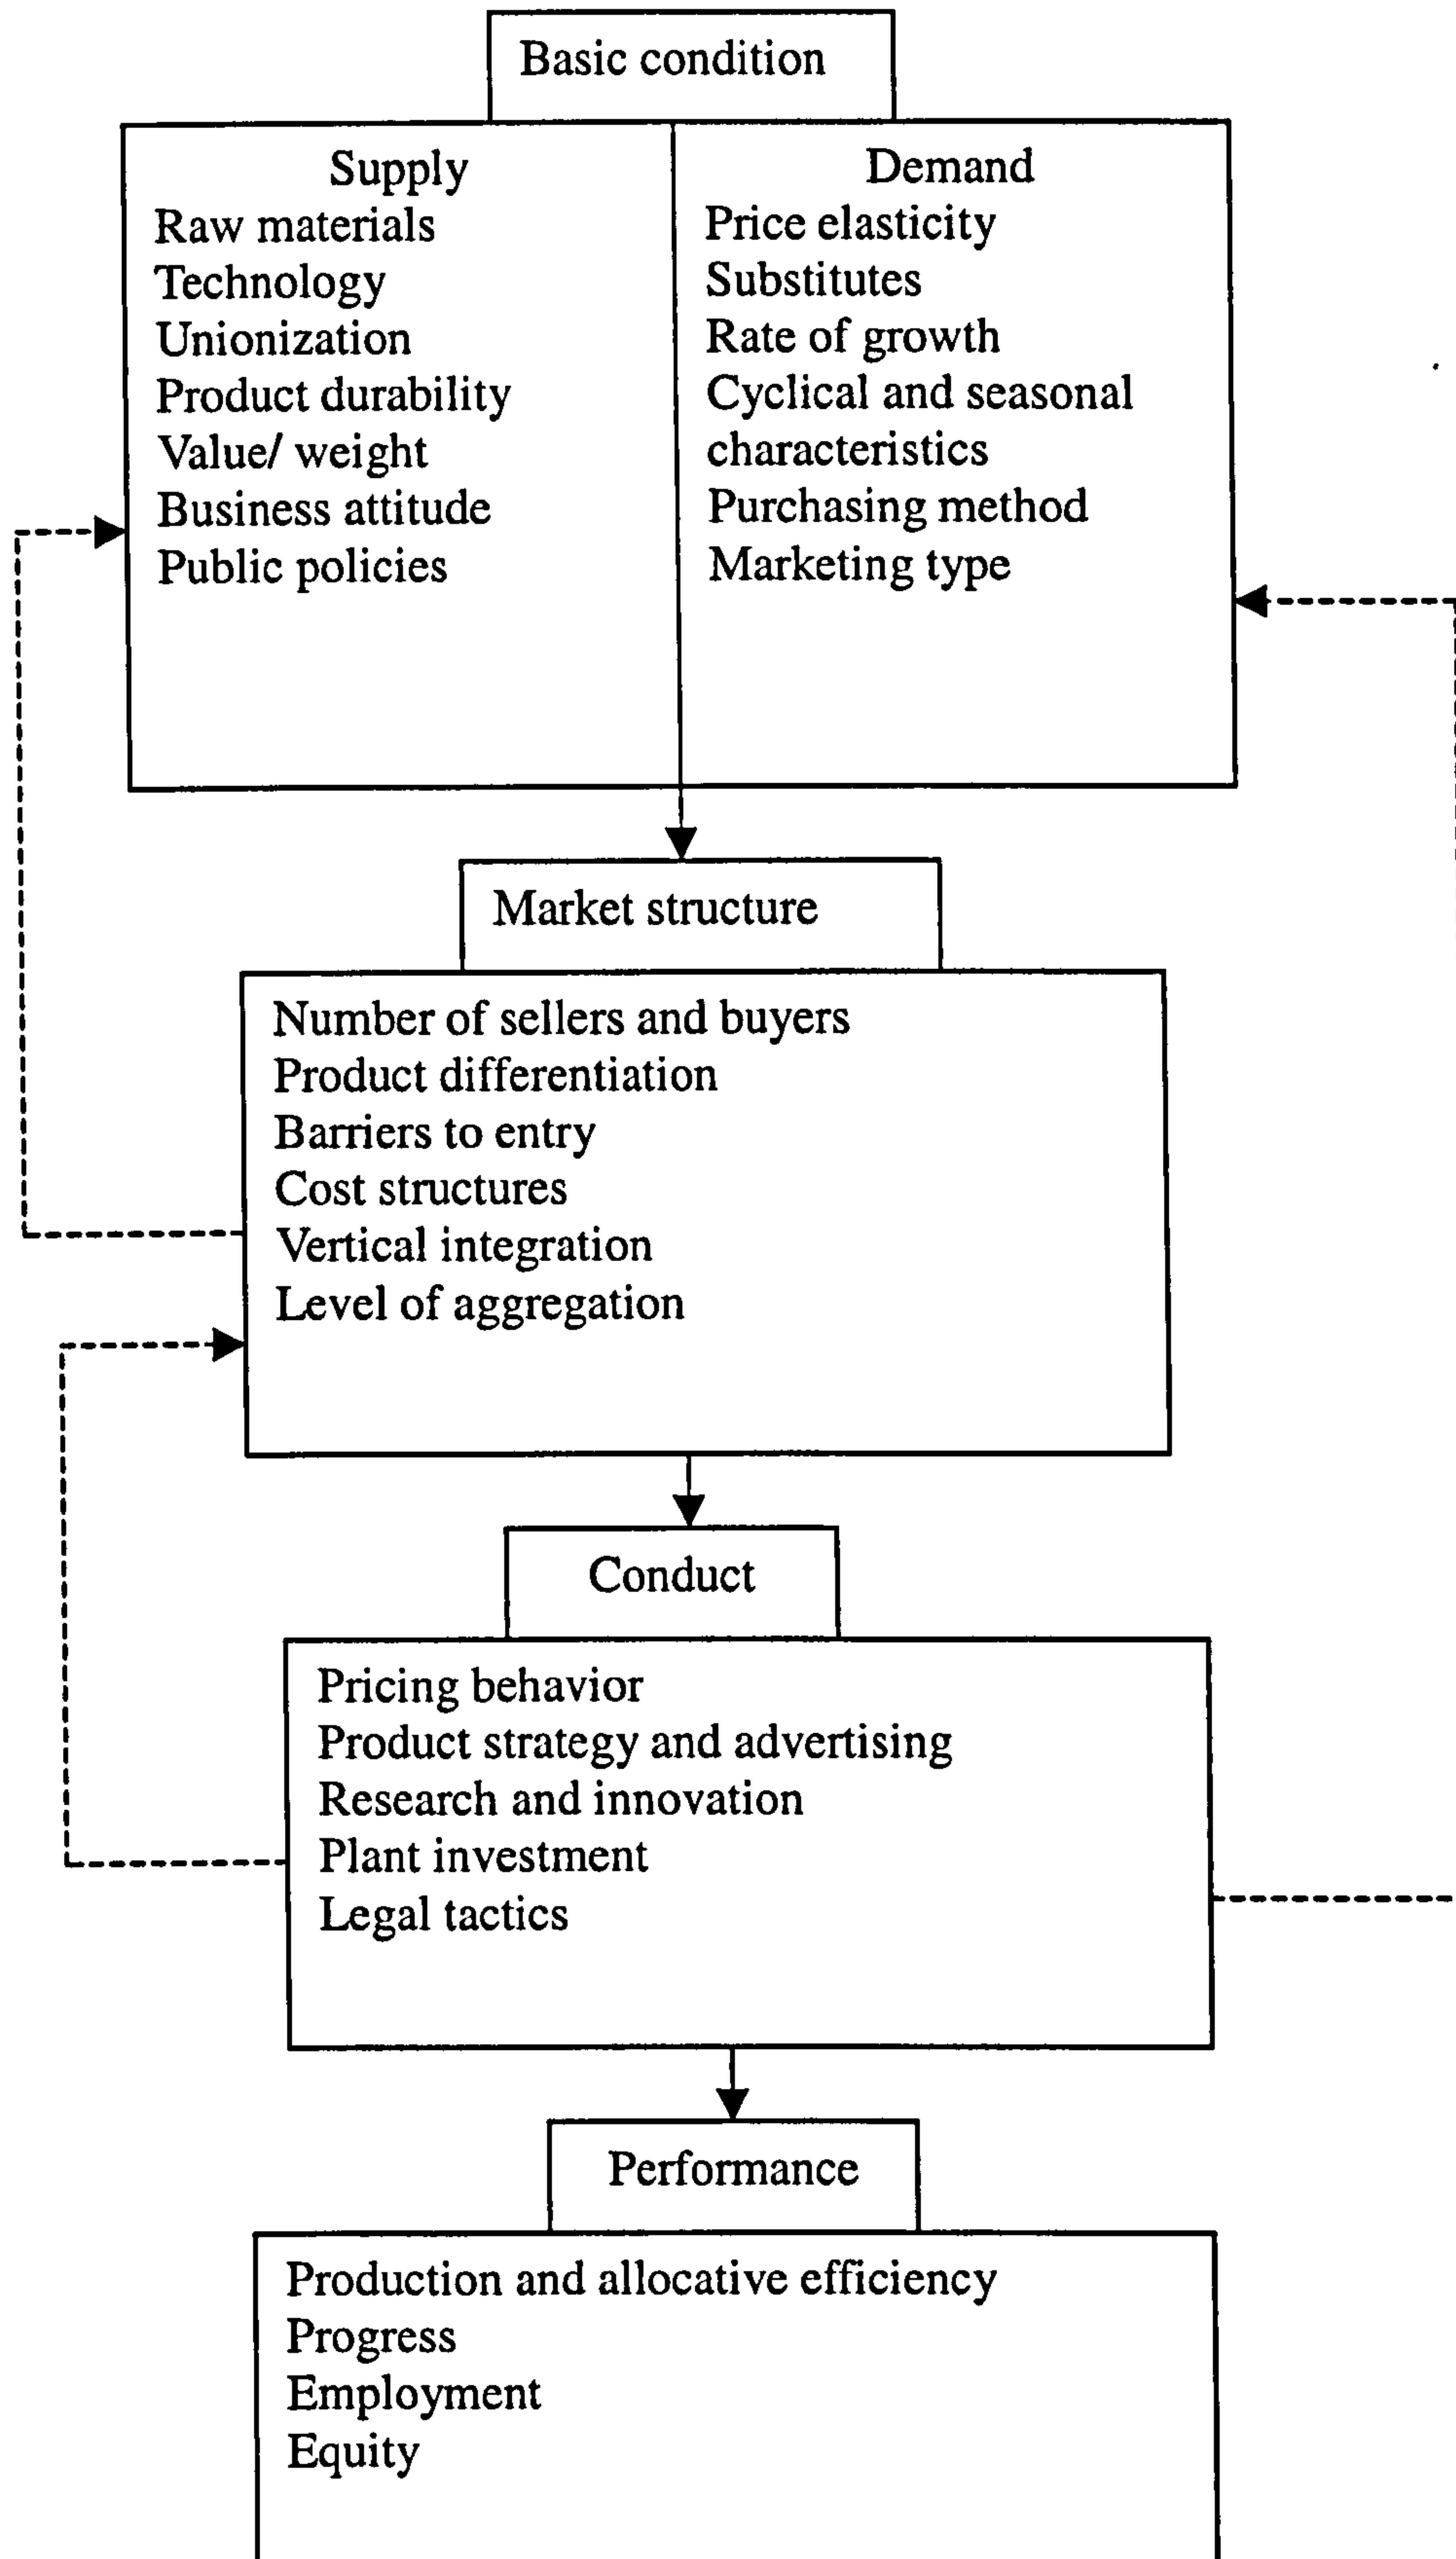 Basic condition
Supply
Raw materials
Technology
Unionization
Product durability
Value/ weight
Business attitude
Public policies
Demand
Price elasticity
Substitutes
Rate of growth
Cyclical and seasonal
characteristics
Purchasing method
Marketing type
Market structure
Number of sellers and buyers
Product differentiation
Barriers to entry
Cost structures
Vertical integration
Level of aggregation
Conduct
Pricing behavior
Product strategy and advertising
Research and innovation
Plant investment
Legal tactics
Performance
Production and allocative efficiency
Progress
Employment
Equity